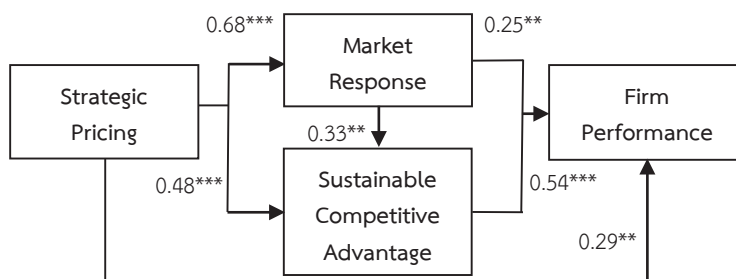 0.68***
Market
Response
0.25**
Strategic
Pricing
Firm
Performance
0.33**
0.48***
Sustainable
Competitive
Advantage
0.54***
0.29**